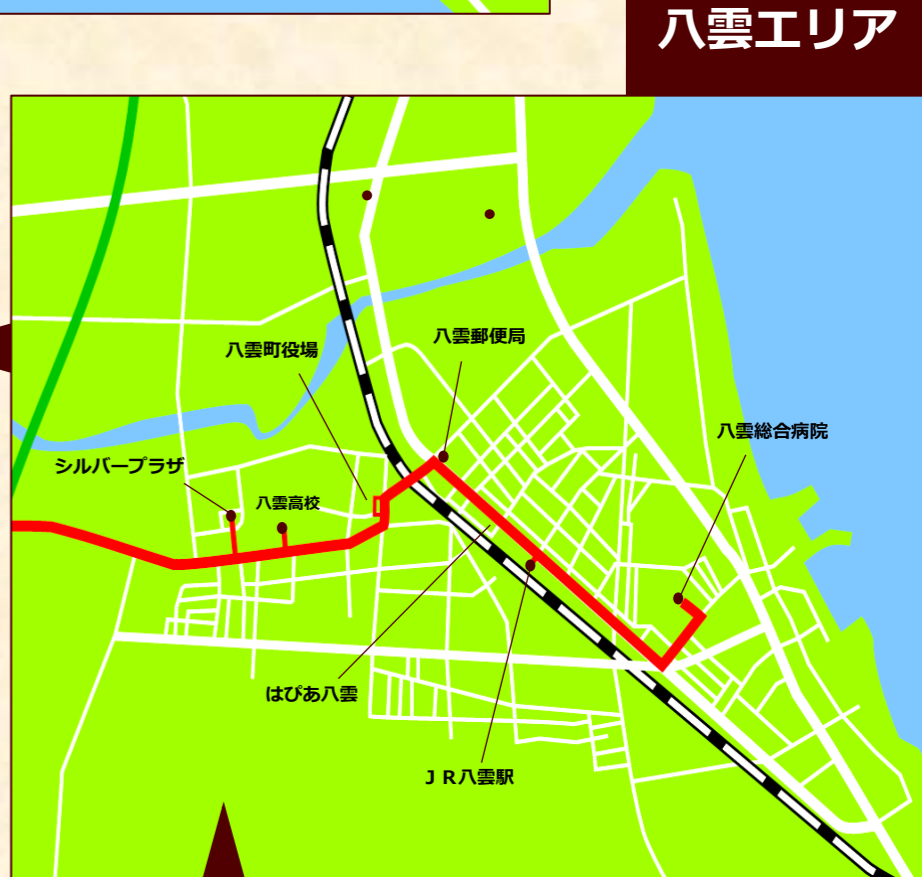 八雲エリア
八雲郵便局
八雲町役場
八雲総合病院
シルバープラザ
八雲高校
はぴあ八雲
ＪＲ八雲駅